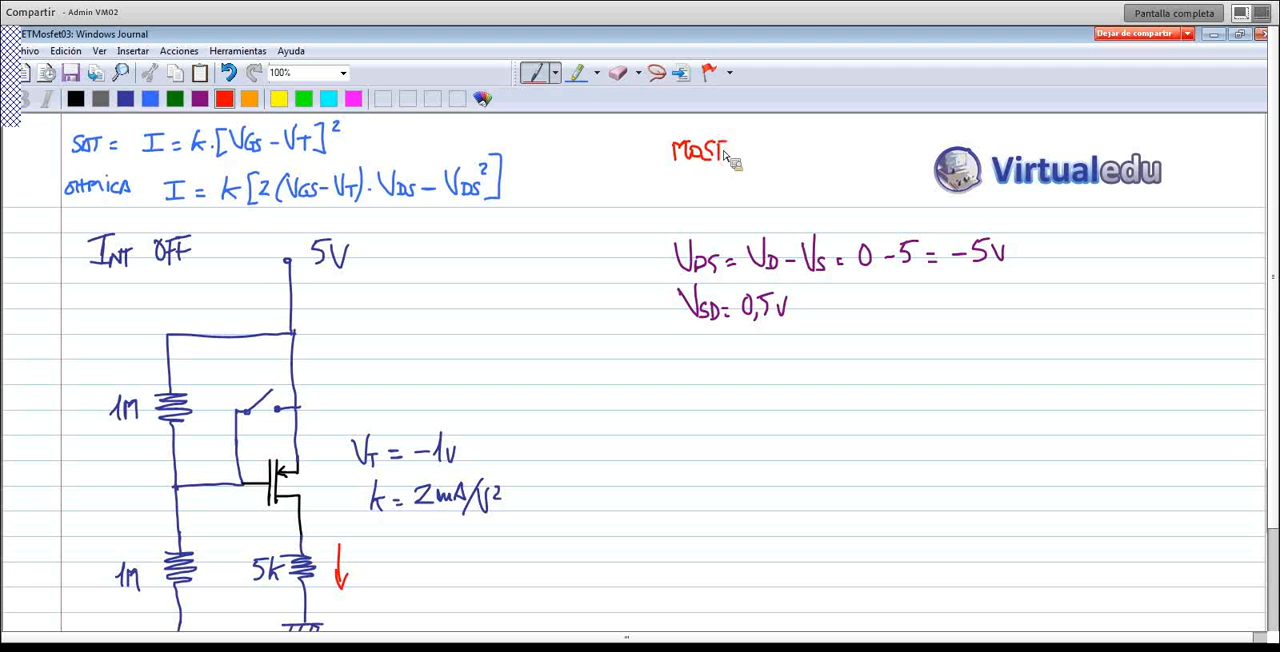 Compartir - Admin VM02
Pantalla completa
ETMosfet03: Windows Journal
Dejar de compartir
hivo Edición Ver Insertar Acciones Herramientas Ayuda
100%
SAT = I = k.[VGS - VT]²
MOST
OHMICA I = k[2(VGS-VT).VDS - VDS²]
Virtualedu
INT OFF 5V
VDS = VD - VS = 0 - 5 = -5V
VSD = 0,5V
1M
VT = -1V
k = 2mA/V²
1M 5k